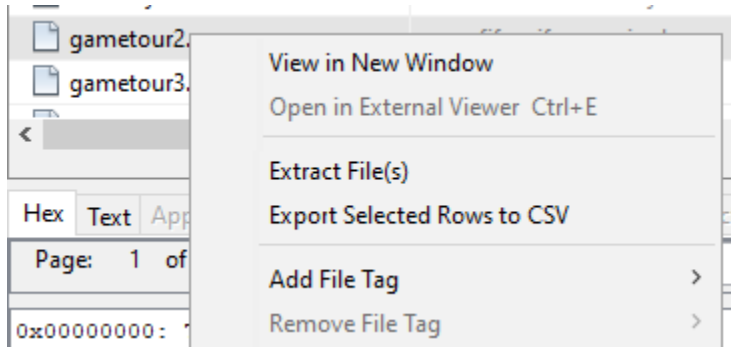 gametour2.
View in New Window
gametour3.
Open in External Viewer Ctrl+E
Extract File(s)
Export Selected Rows to CSV
Hex Text App
Page: 1 of
Add File Tag
Remove File Tag
0x00000000: